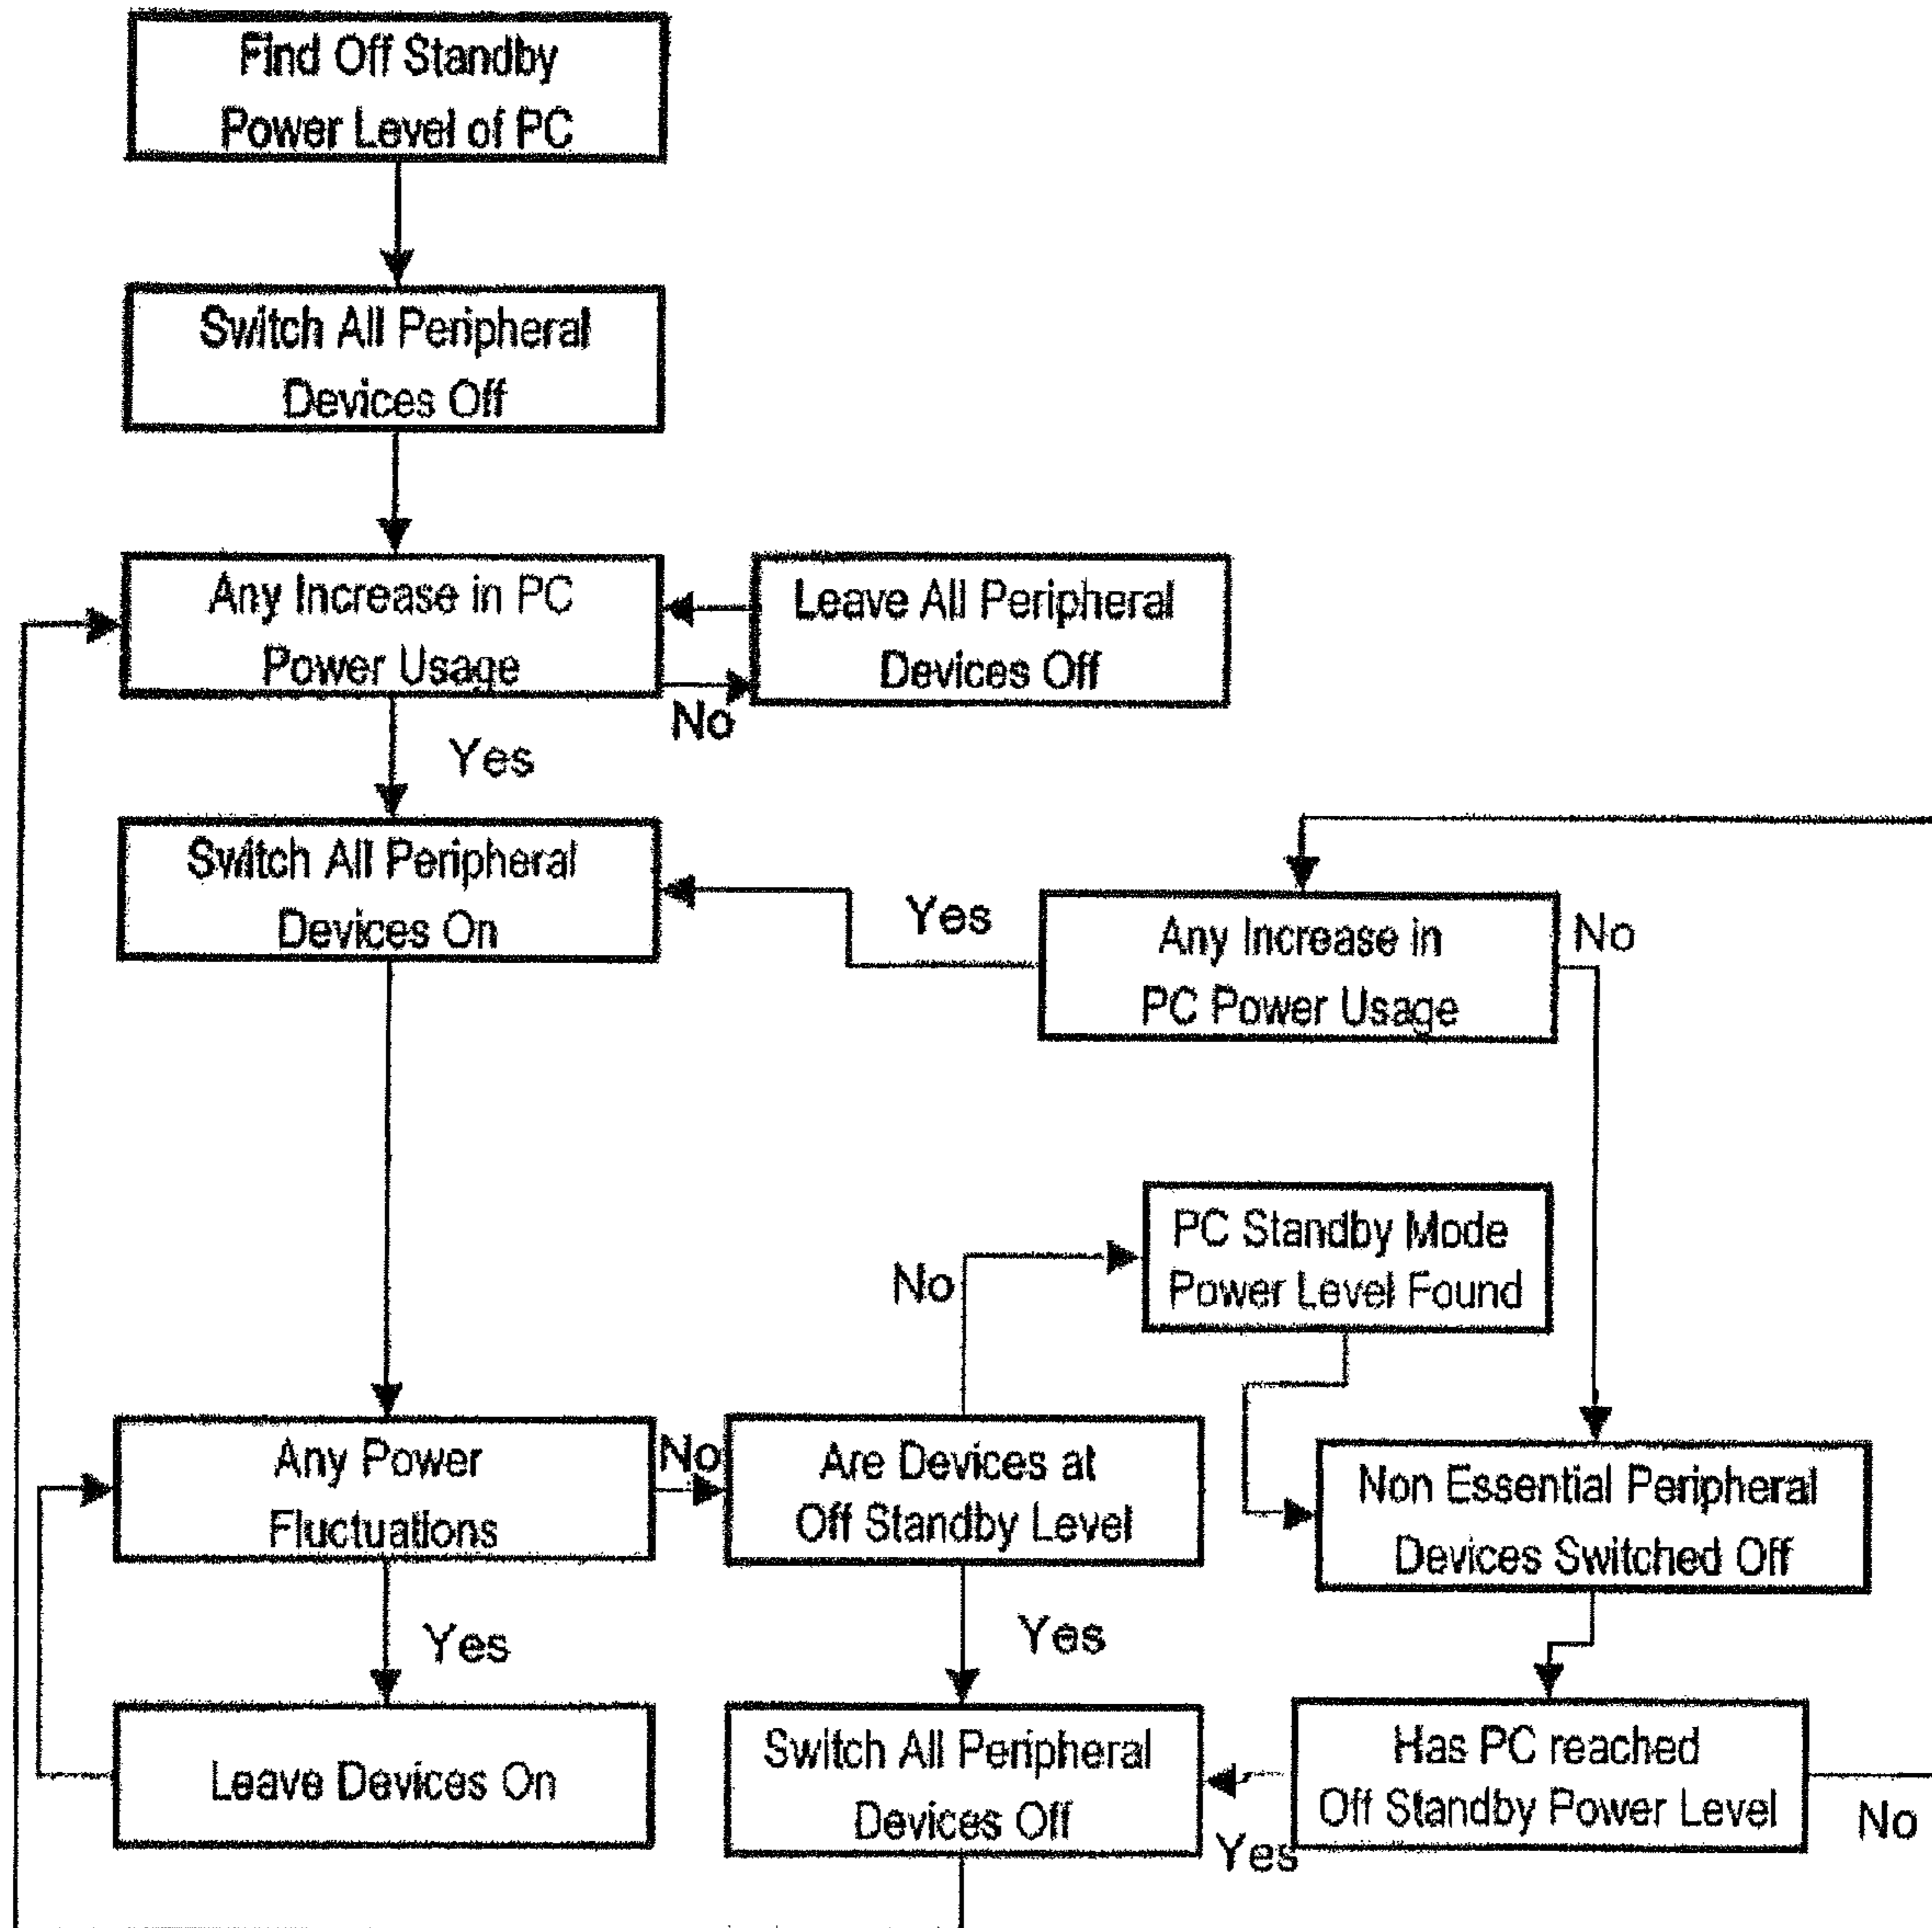 Find Off Standby
Power Level of PC
Switch All Peripheral
Devices Off
Any Increase in PC
Power Usage
Leave All Peripheral
Devices Off
No
Yes
Switch All Peripheral
Devices On
Yes
Any Increase in
PC Power Usage
No
PC Standby Mode
Power Level Found
No
Any Power
Fluctuations
No
Are Devices at
Off Standby Level
Non Essential Peripheral
Devices Switched Off
Yes
Yes
Leave Devices On
Switch All Peripheral
Devices Off
Yes
Has PC reached
Off Standby Power Level
No